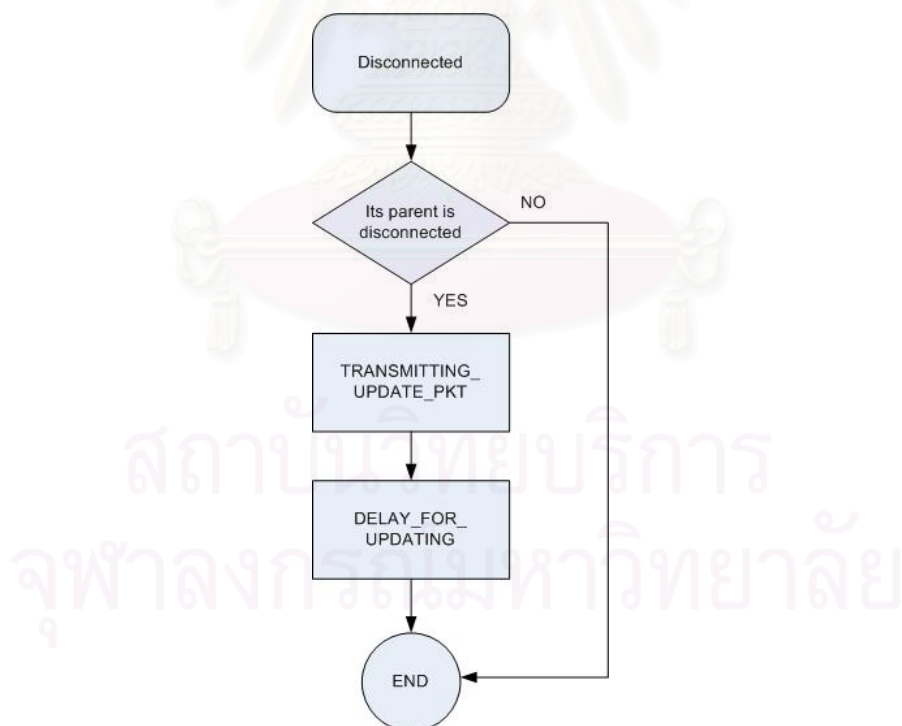 Disconnected
Its parent is
disconnected
NO
YES
TRANSMITTING_
UPDATE_PKT
สถาบันวิทยบริการ
DELAY_FOR_
UPDATING
จุฬาลงกรณ์มหาวิทยาลัย
END